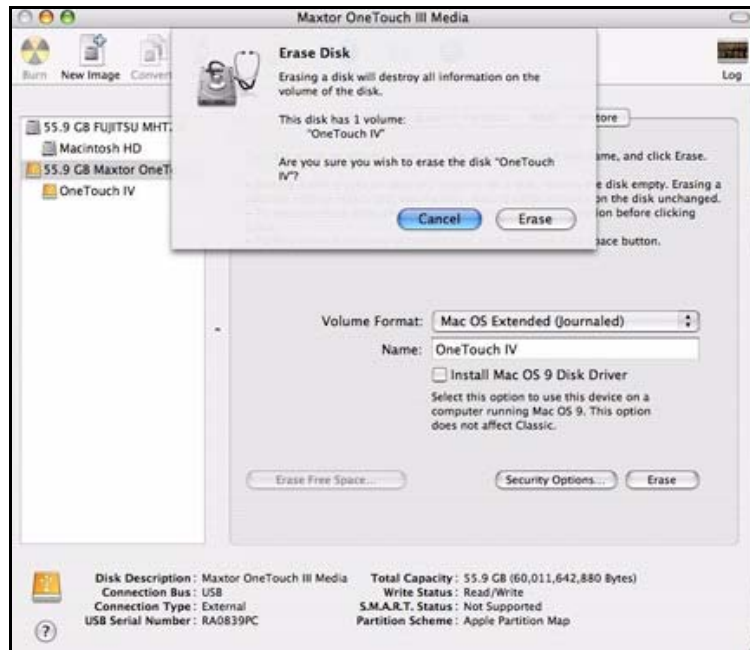 Maxtor OneTouch III Media
Burn
New Image
Convert
Log
Erase Disk
Erasing a disk will destroy all information on the
volume of the disk.
This disk has 1 volume:
"OneTouch IV"
Are you sure you wish to erase the disk "OneTouch
IV"?
Cancel
Erase
55.9 GB FUJITSU MHT
Macintosh HD
55.9 GB Maxtor OneT
OneTouch IV
tore
ame, and click Erase.
e disk empty. Erasing a
on the disk unchanged.
ion before clicking
pace button.
Volume Format: Mac OS Extended (Journaled)
Name: OneTouch IV
Install Mac OS 9 Disk Driver
Select this option to use this
device on a
computer running Mac OS 9. This option
does not affect Classic.
Erase Free Space...
Security Options...
Erase
Disk Description : Maxtor OneTouch III Media
Connection Bus : USB
Connection Type : External
USB Serial Number : RA0839PC
Total Capacity : 55.9 GB (60,011,642,880 Bytes)
Write Status : Read/Write
S.M.A.R.T. Status : Not Supported
Partition Scheme : Apple Partition Map
?